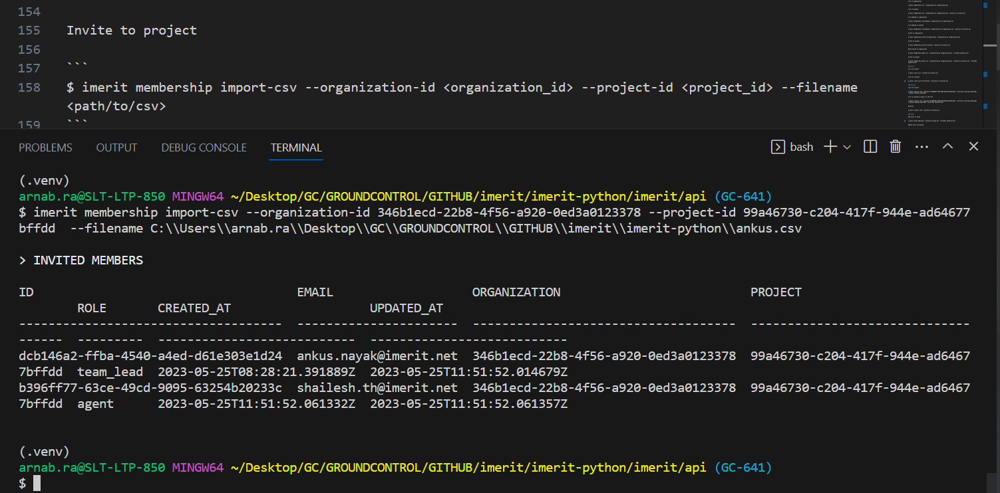 154
155 Invite to project
156
157 ```
158 $ imerit membership import-csv --organization-id <organization_id> --project-id <project_id> --filename
<path/to/csv>
159 ```
PROBLEMS OUTPUT DEBUG CONSOLE TERMINAL bash
(.venv)
arnab.ra@SLT-LTP-850 MINGW64 ~/Desktop/GC/GROUNDCONTROL/GITHUB/imerit/imerit-python/imerit/api (GC-641)
$ imerit membership import-csv --organization-id 346b1ecd-22b8-4f56-a920-0ed3a0123378 --project-id 99a46730-c204-417f-944e-ad64677
bffdd  --filename C:\\Users\\arnab.ra\\Desktop\\GC\\GROUNDCONTROL\\GITHUB\\imerit\\imerit-python\\ankus.csv
> INVITED MEMBERS
ID EMAIL ORGANIZATION PROJECT
ROLE CREATED_AT UPDATED_AT
------------------------------------  ----------------------  ------------------------------------  ------------------------------
------  ---------  ---------------------------  ---------------------------
dcb146a2-ffba-4540-a4ed-d61e303e1d24  ankus.nayak@imerit.net  346b1ecd-22b8-4f56-a920-0ed3a0123378  99a46730-c204-417f-944e-ad6467
7bffdd  team_lead  2023-05-25T08:28:21.391889Z  2023-05-25T11:51:52.014679Z
b396ff77-63ce-49cd-9095-63254b20233c  shailesh.th@imerit.net  346b1ecd-22b8-4f56-a920-0ed3a0123378  99a46730-c204-417f-944e-ad6467
7bffdd  agent      2023-05-25T11:51:52.061332Z  2023-05-25T11:51:52.061357Z
(.venv)
arnab.ra@SLT-LTP-850 MINGW64 ~/Desktop/GC/GROUNDCONTROL/GITHUB/imerit/imerit-python/imerit/api (GC-641)
$